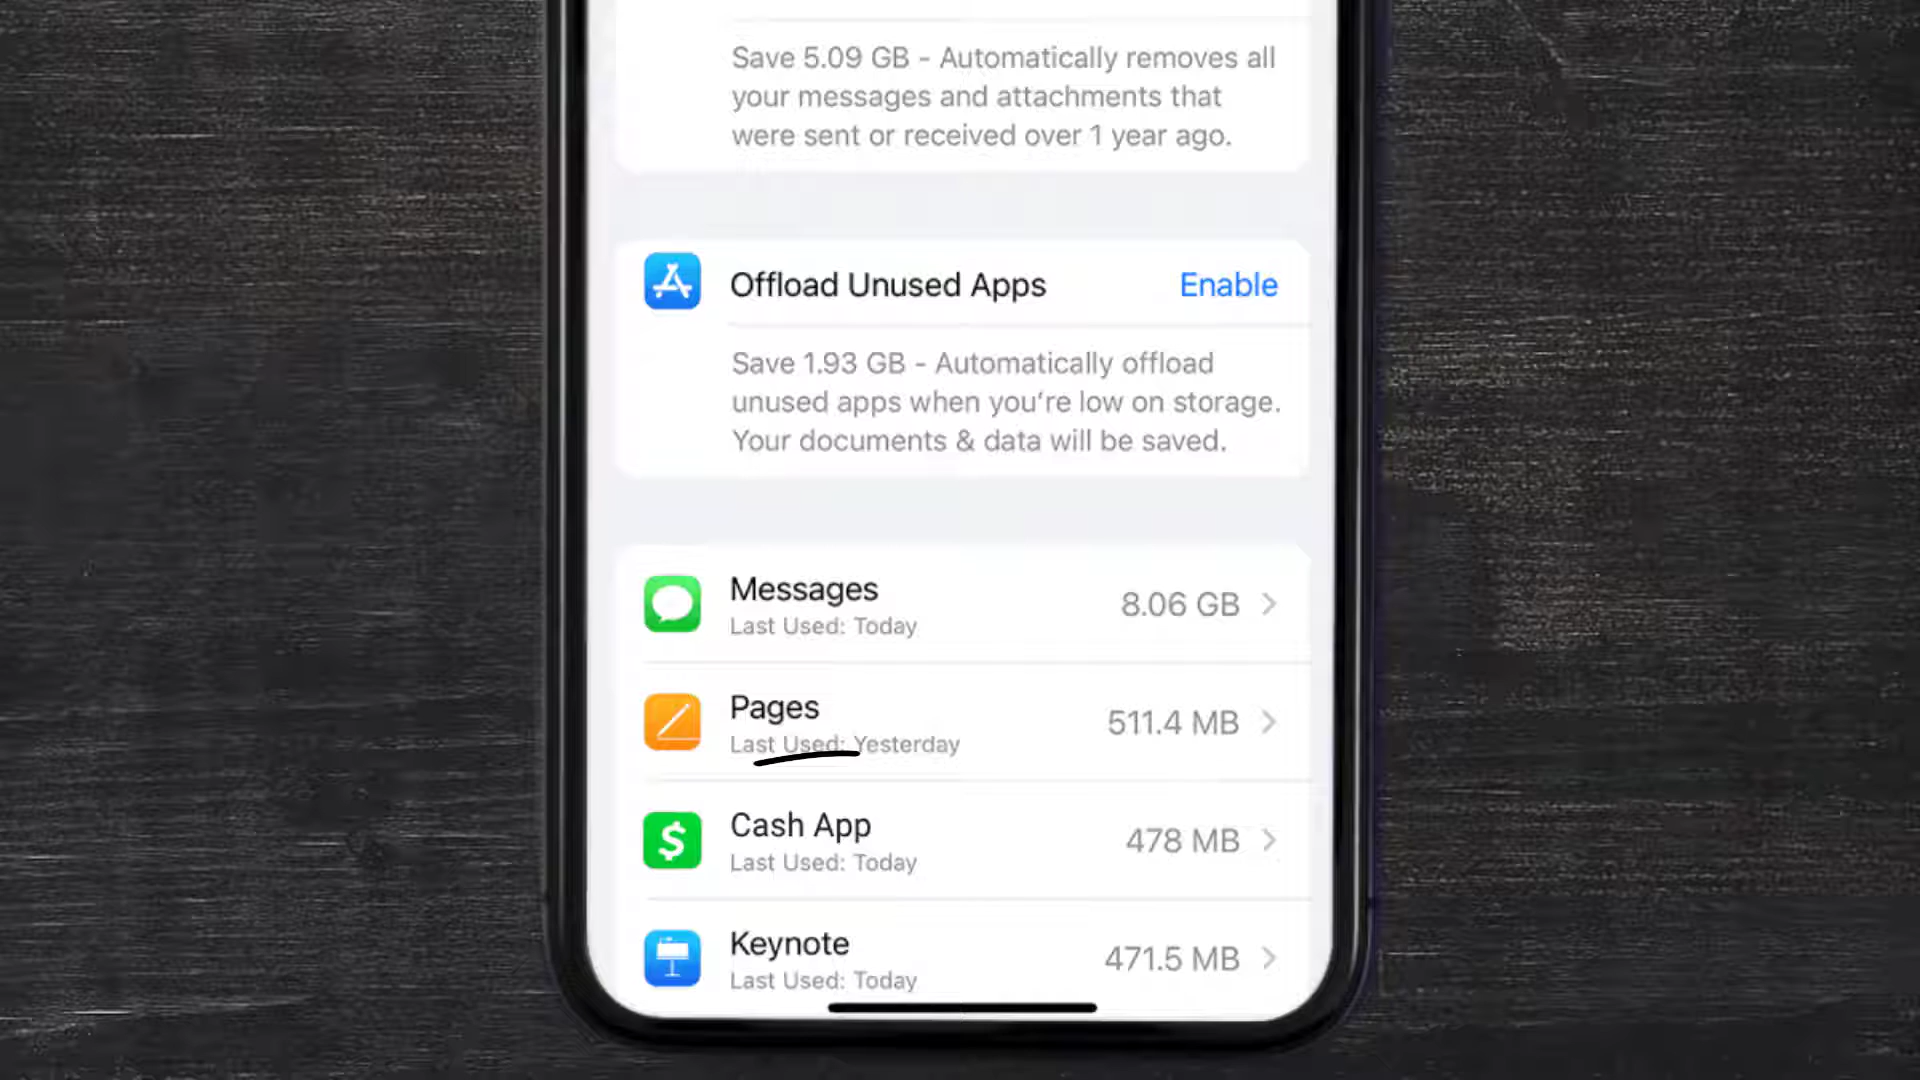 Save 5.09 GB - Automatically removes all
your messages and attachments that
were sent or received over 1 year ago.
Offload Unused Apps Enable
Save 1.93 GB - Automatically offload
unused apps when you're low on storage.
Your documents & data will be saved.
Messages 8.06 GB
Last Used: Today
Pages 511.4 MB
Last Used: Yesterday
Cash App 478 MB
Last Used: Today
Keynote 471.5 MB
Last Used: Today